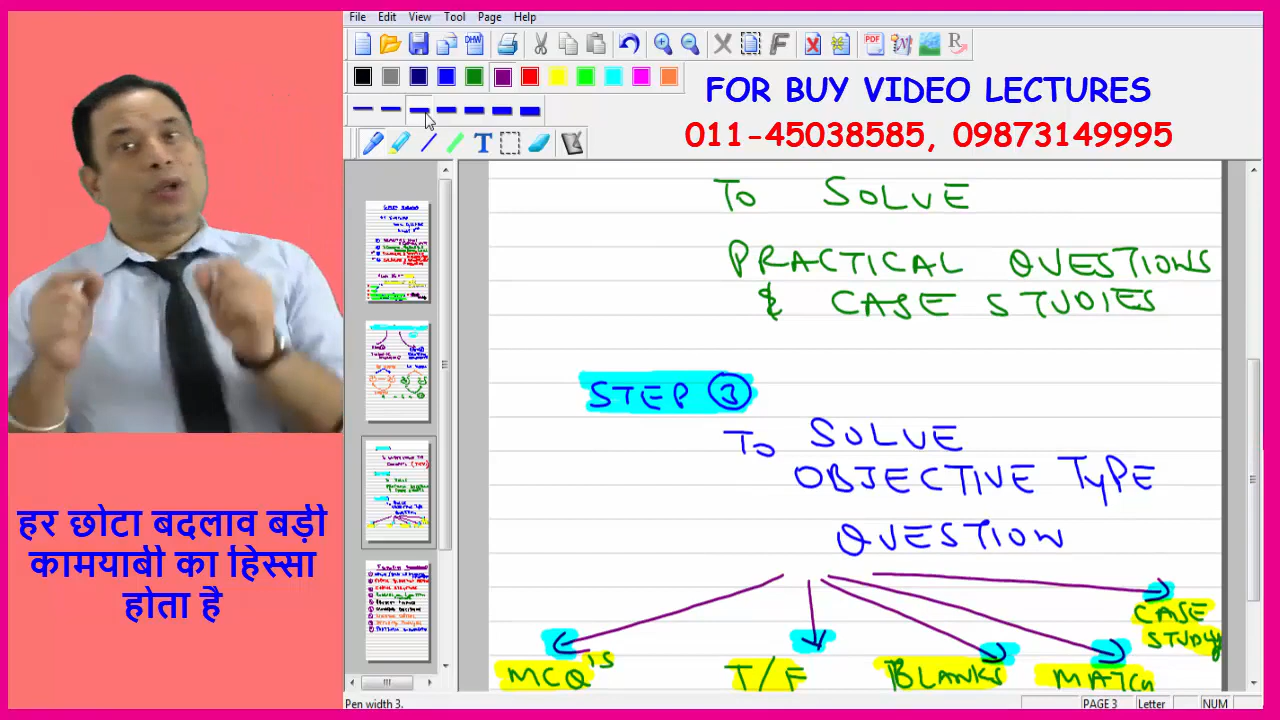 File Edit View Tool Page Help
FOR BUY VIDEO LECTURES
011-45038585, 09873149995
TO SOLVE
PRACTICAL QUESTIONS
& CASE STUDIES
STEP 3
TO SOLVE
OBJECTIVE TYPE
QUESTION
CASE
STUDY
MCQ'S T/F BLANKS MATCH
हर छोटा बदलाव बड़ी
कामयाबी का हिस्सा
होता है
Pen width 3. PAGE 3 Letter NUM